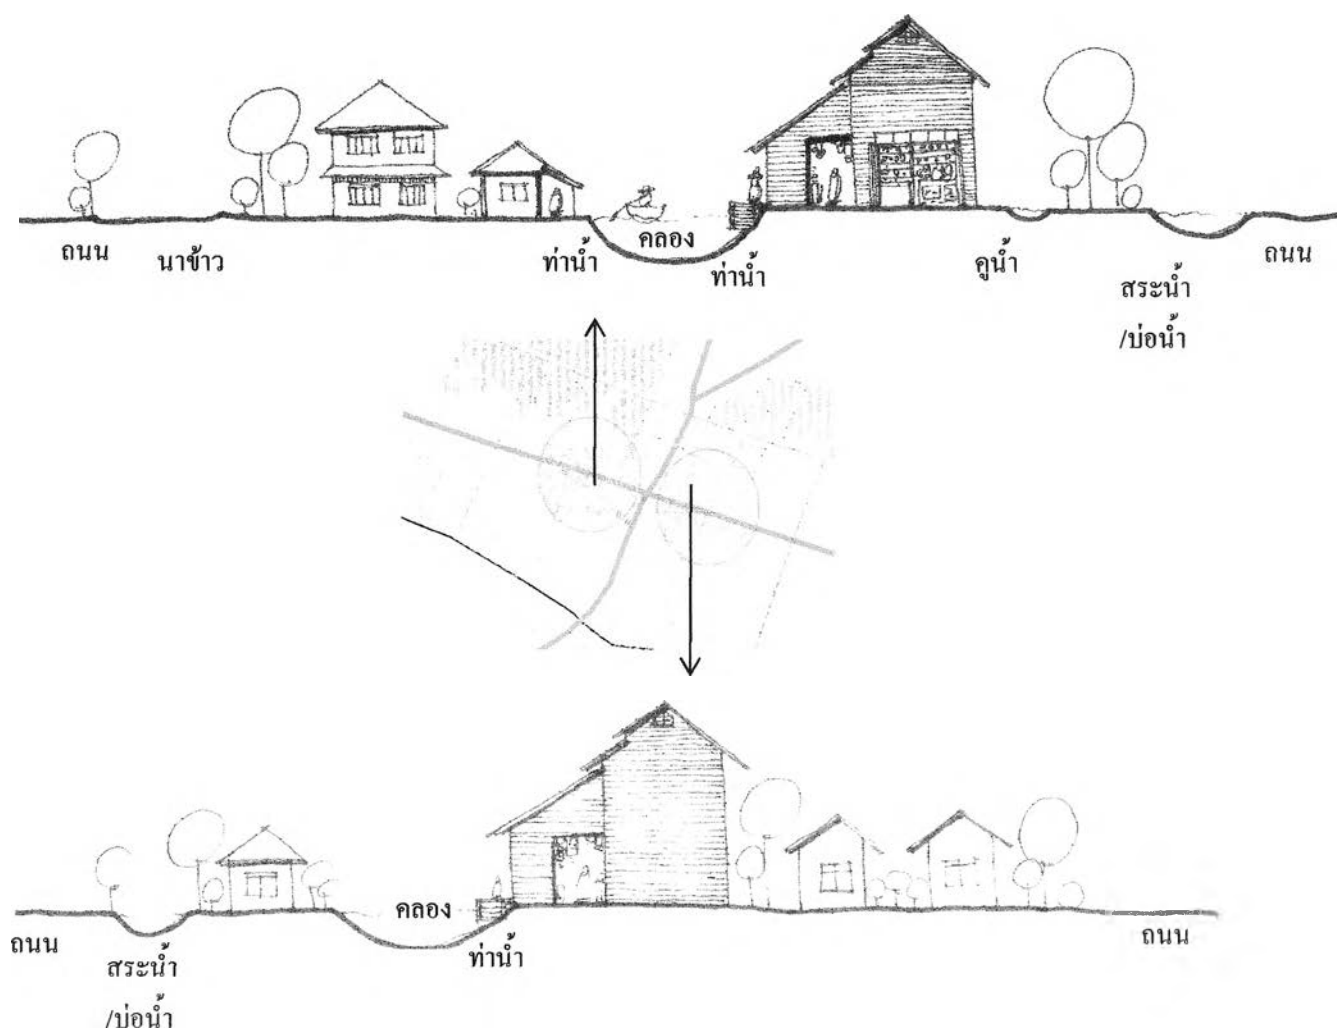 ถนน
นาข้าว
ท่าน้ำ
คลอง
ท่าน้ำ
คูน้ำ
สระน้ำ
/บ่อน้ำ
ถนน
ถนน
สระน้ำ
/บ่อน้ำ
คลอง
ท่าน้ำ
ถนน